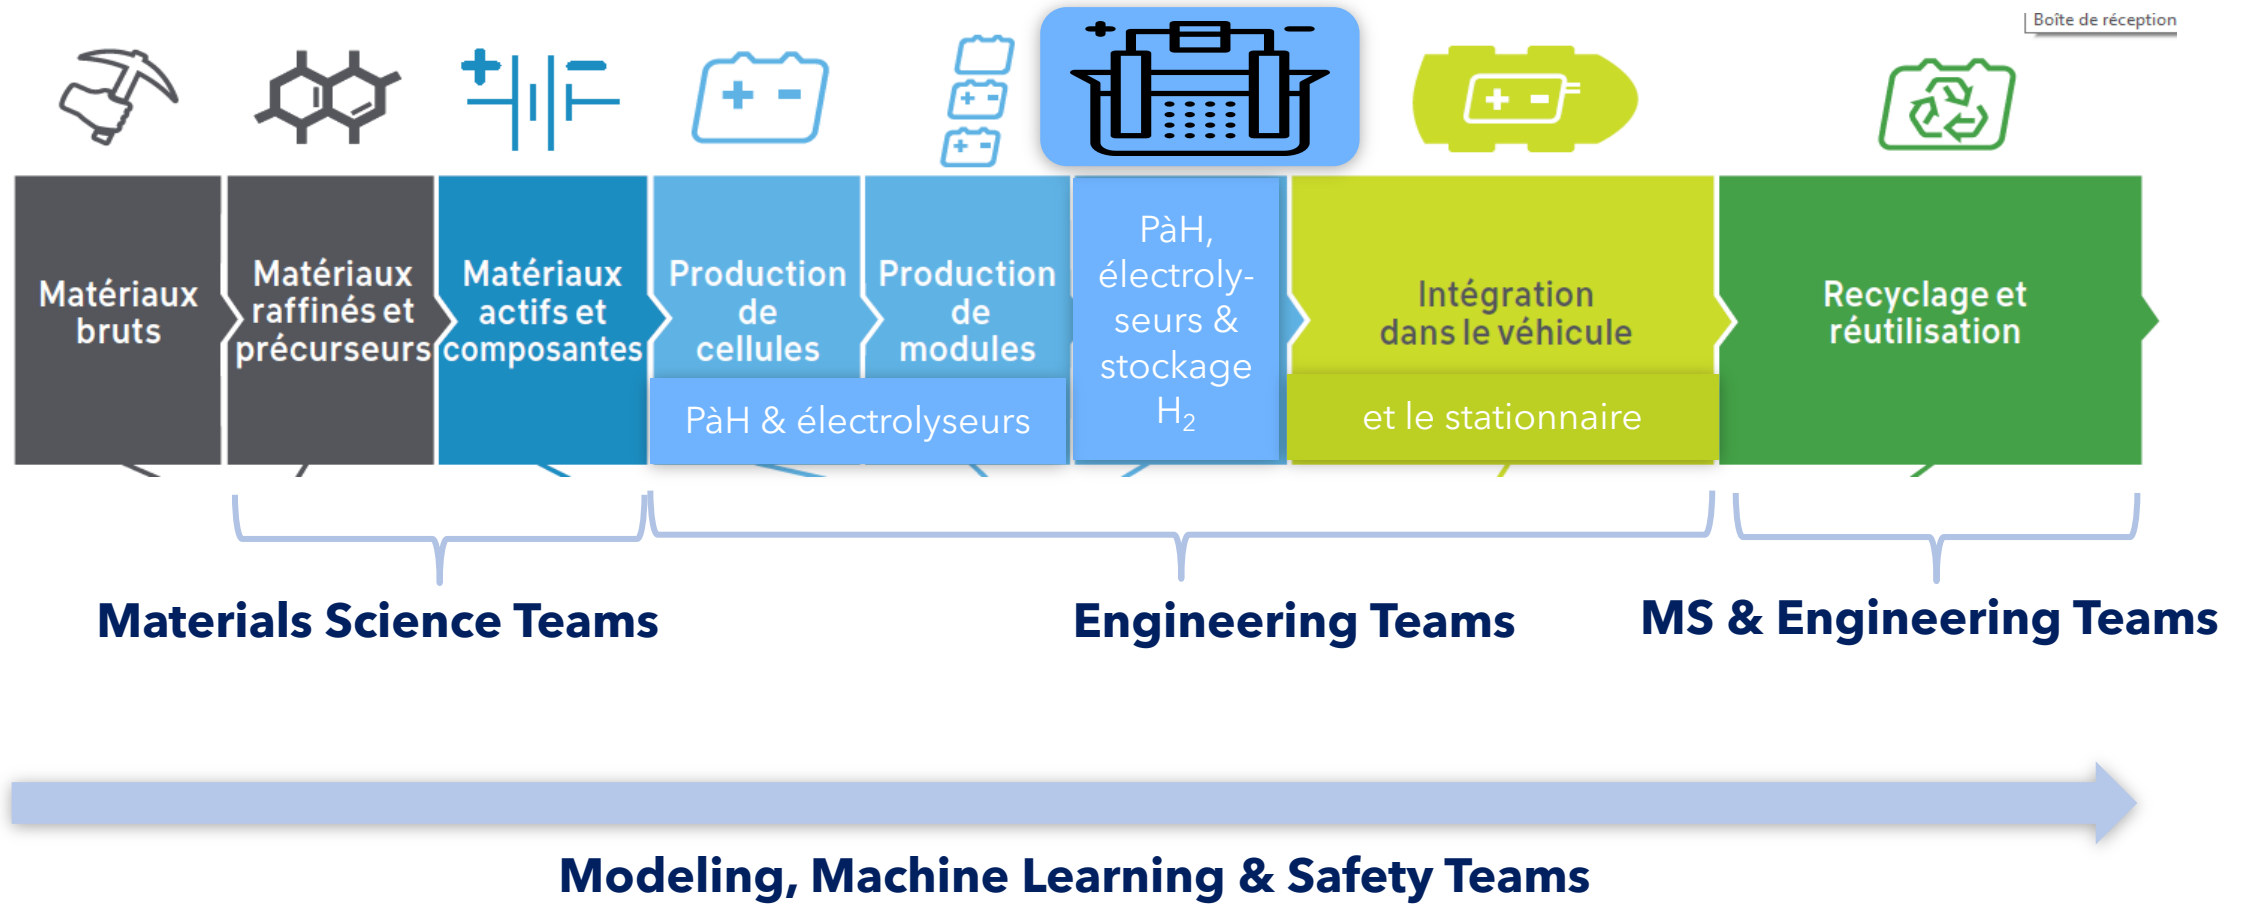 Boîte de réception
Matériaux
bruts
Matériaux
raffinés et
précurseurs
Matériaux
actifs et
composantes
Production
de
cellules
Production
de
modules
PàH & électrolyseurs
PàH,
électroly-
seurs &
stockage
H₂
Intégration
dans le véhicule
et le stationnaire
Recyclage et
réutilisation
Materials Science Teams
Engineering Teams
MS & Engineering Teams
Modeling, Machine Learning & Safety Teams